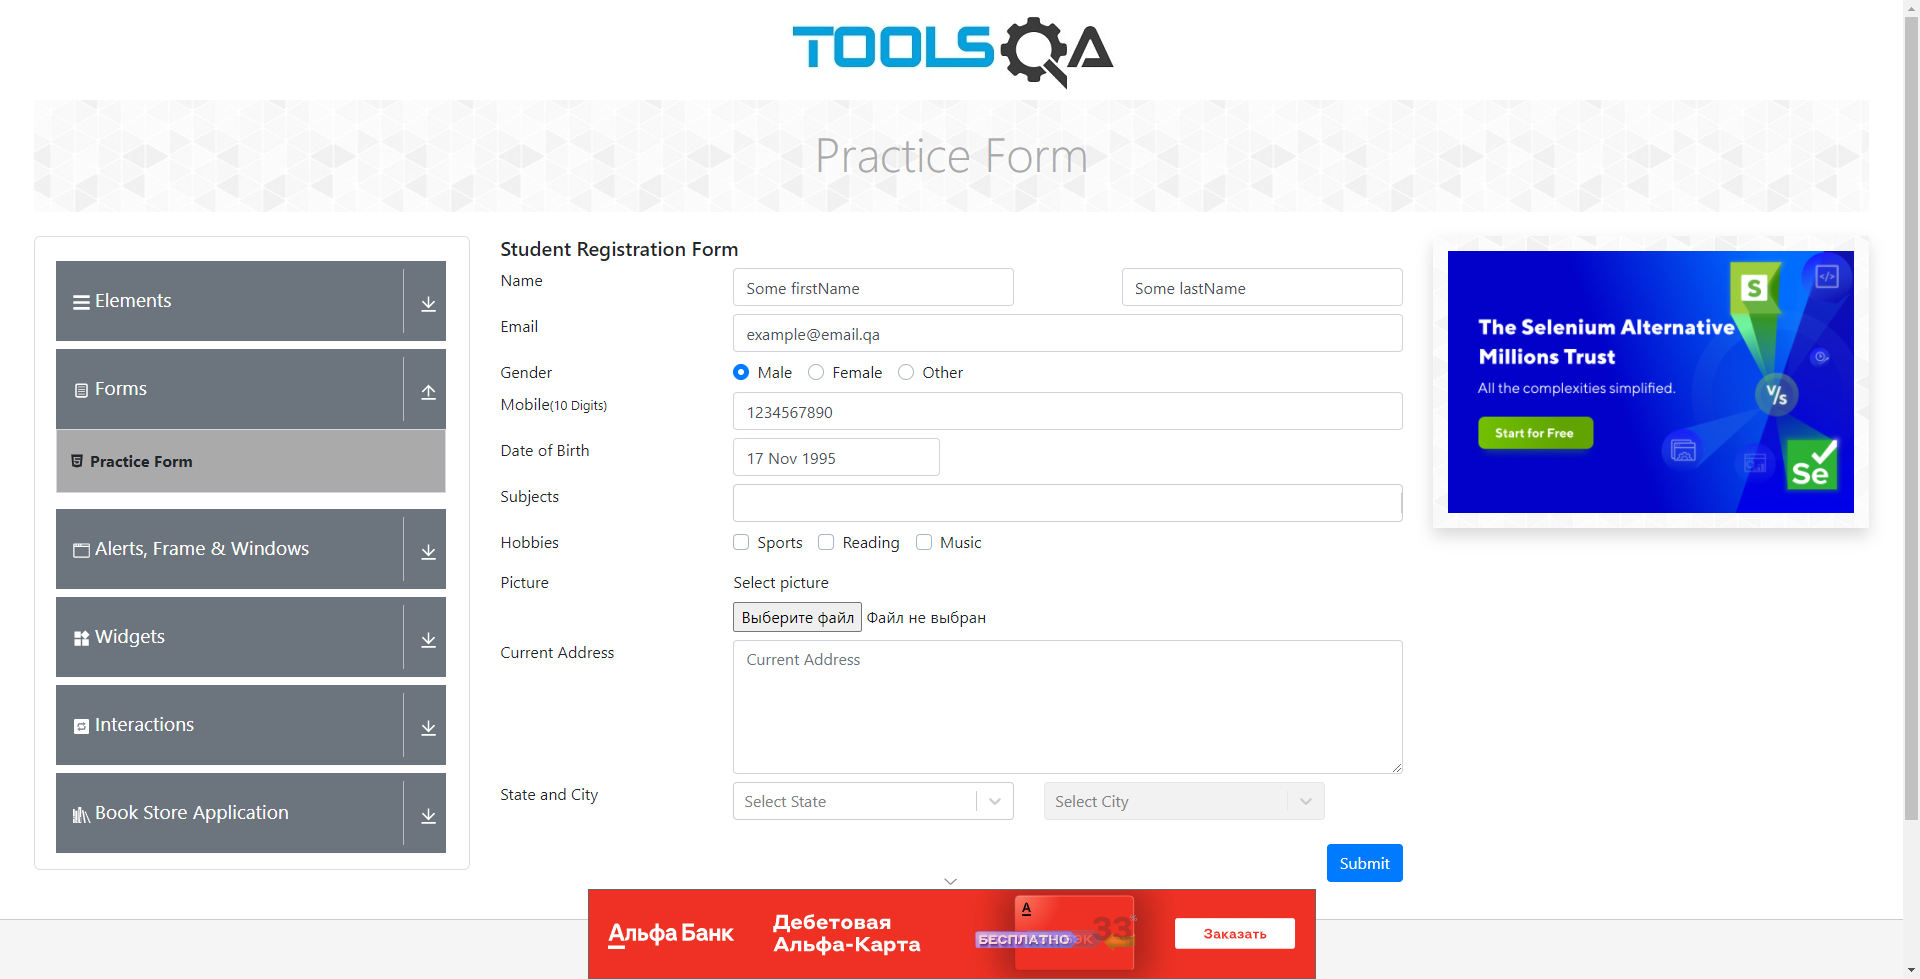 TOOLSQA
Practice Form
Elements
Forms
Practice Form
Alerts, Frame & Windows
Widgets
Interactions
Book Store Application
Student Registration Form
Name
Some firstName
Some lastName
Email
example@email.qa
Gender
Male
Female
Other
Mobile(10 Digits)
1234567890
Date of Birth
17 Nov 1995
Subjects
Hobbies
Sports
Reading
Music
Picture
Select picture
Выберите файл
Файл не выбран
Current Address
Current Address
State and City
Select State
Select City
Submit
The Selenium Alternative
Millions Trust
All the complexities simplified.
Start for Free
S
</>
V/s
Se
Альфа Банк
Дебетовая
Альфа-Карта
А
БЕСПЛАТНО
33%
Заказать